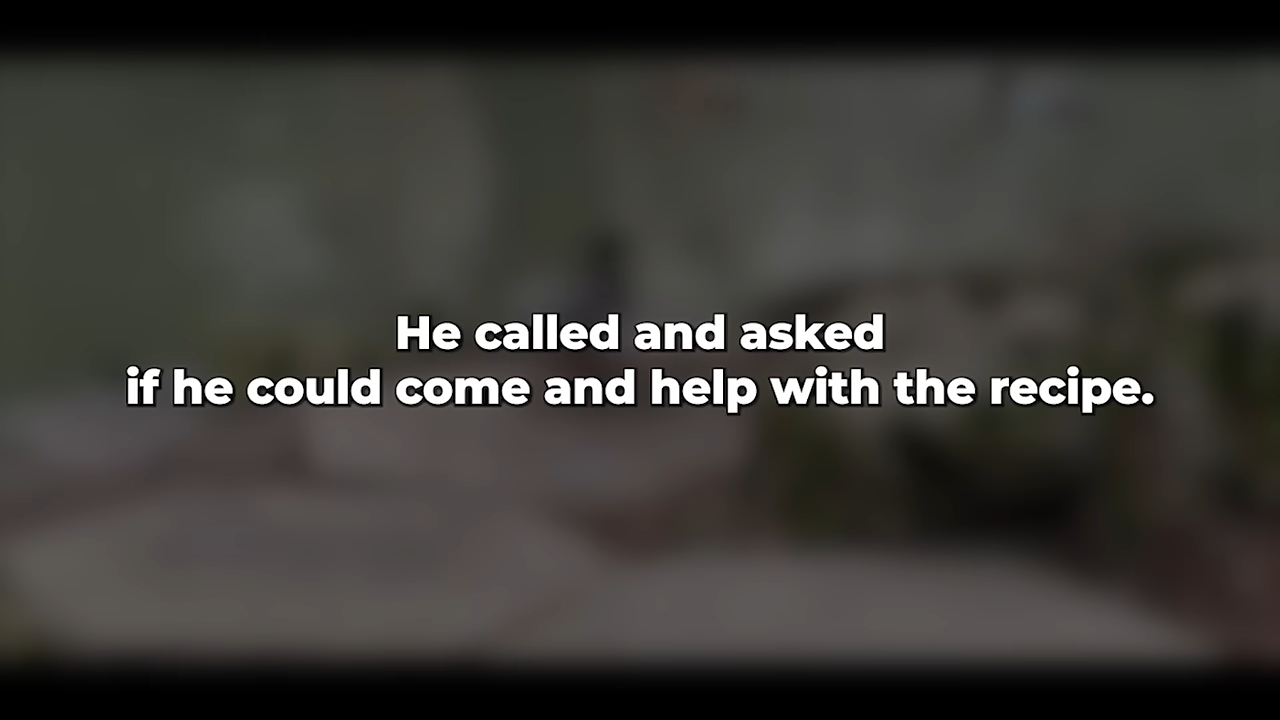 He called and asked
if he could come and help with the recipe.